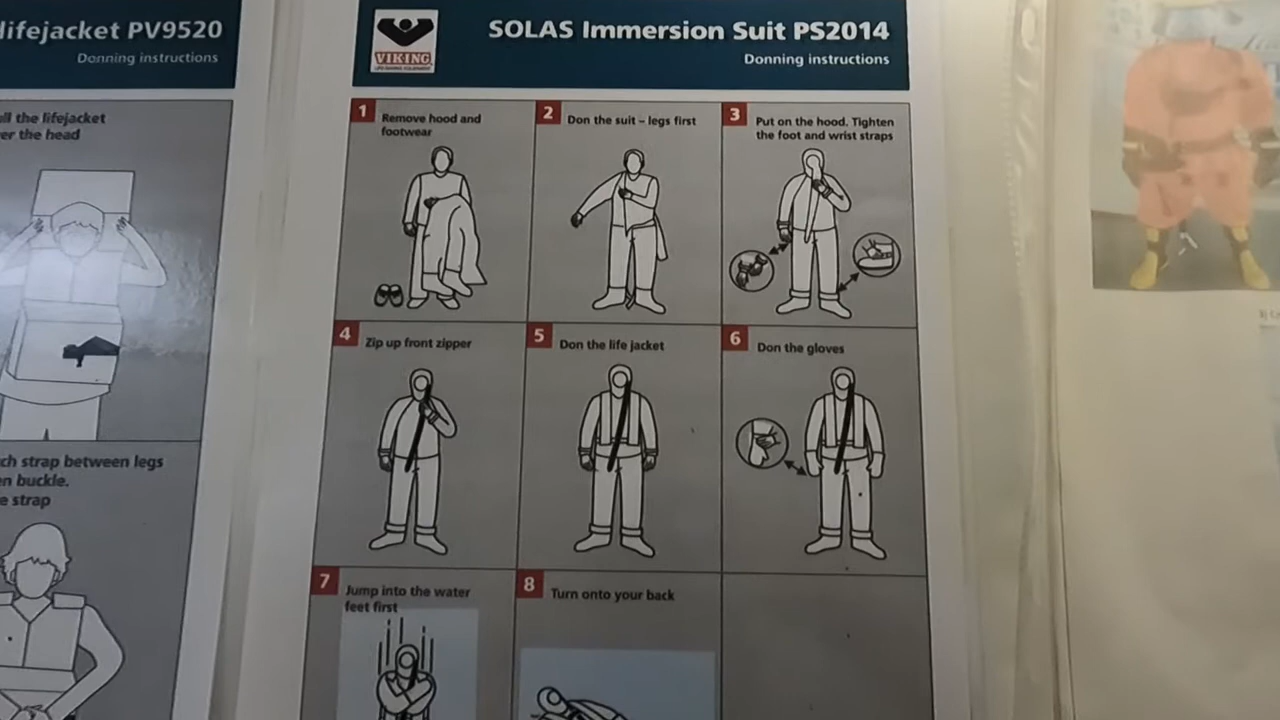 lifejacket PV9520
Donning instructions
the lifejacket
the head
strap between legs
buckle.
strap
VIKING
SOLAS Immersion Suit PS2014
Donning instructions
1 Remove hood and
footwear
2 Don the suit – legs first
3 Put on the hood. Tighten
the foot and wrist straps
4 Zip up front zipper
5 Don the life jacket
6 Don the gloves
7 Jump into the water
feet first
8 Turn onto your back